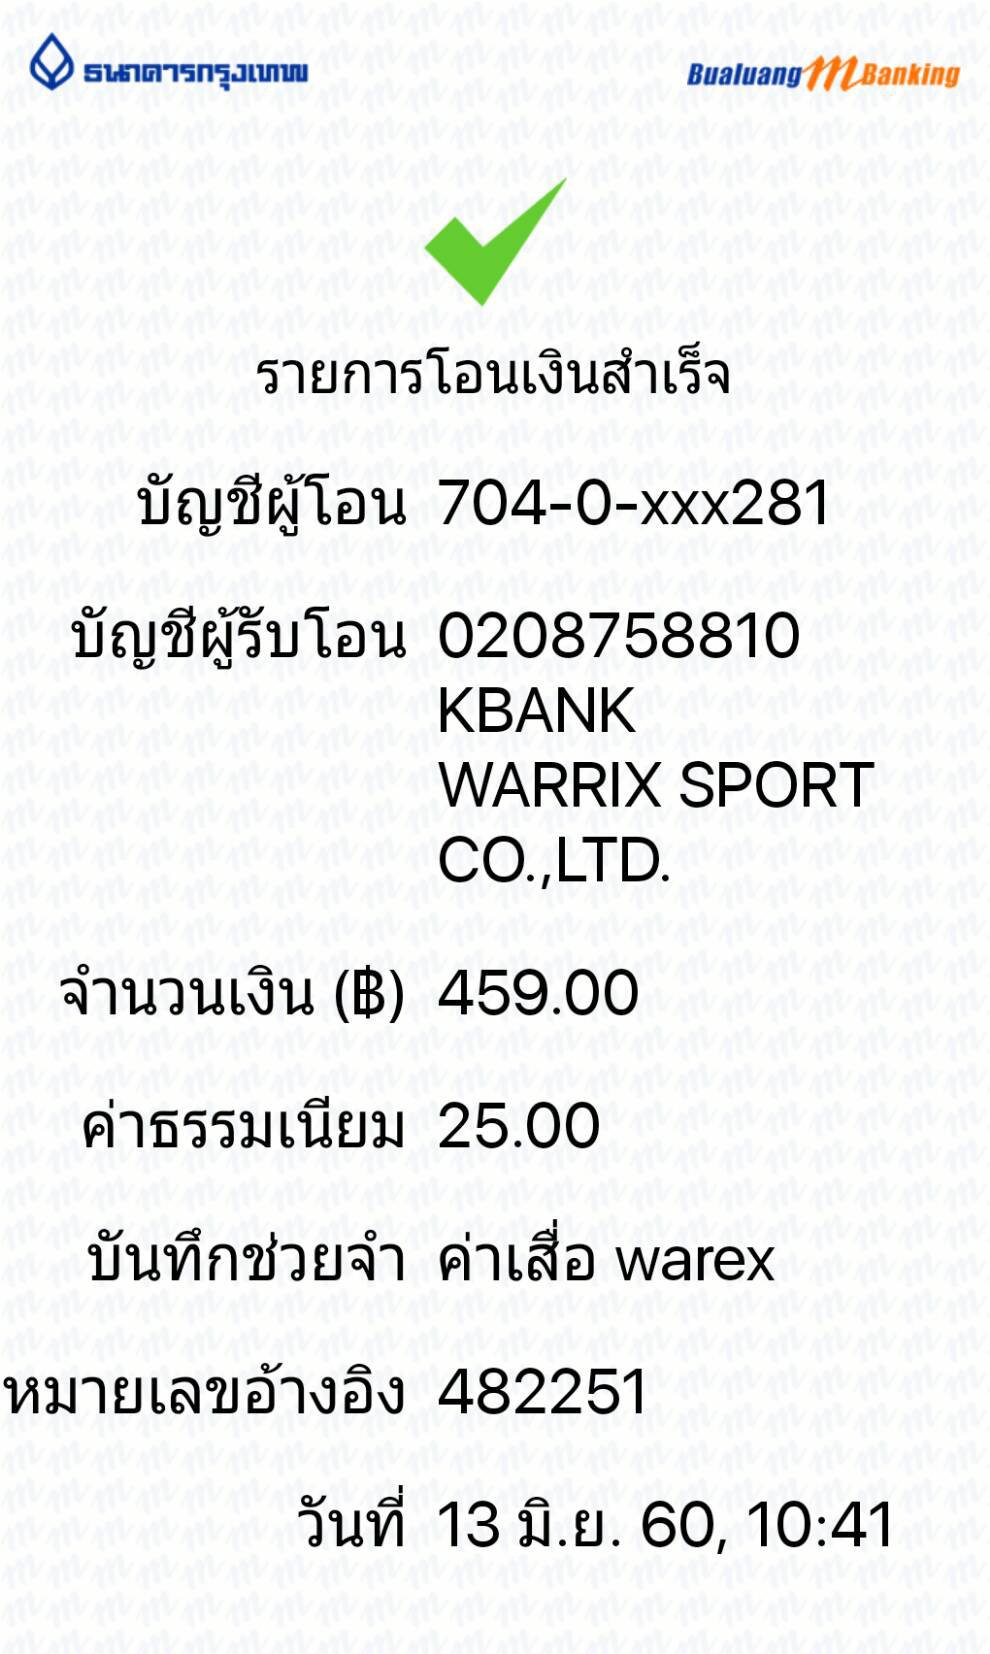 ธนาคารกรุงเทพ
Bualuang mBanking
รายการโอนเงินสำเร็จ
บัญชีผู้โอน 704-0-xxx281
บัญชีผู้รับโอน 0208758810
KBANK
WARRIX SPORT
CO.,LTD.
จำนวนเงิน (฿) 459.00
ค่าธรรมเนียม 25.00
บันทึกช่วยจำ ค่าเสื่อ warex
หมายเลขอ้างอิง 482251
วันที่ 13 มิ.ย. 60, 10:41